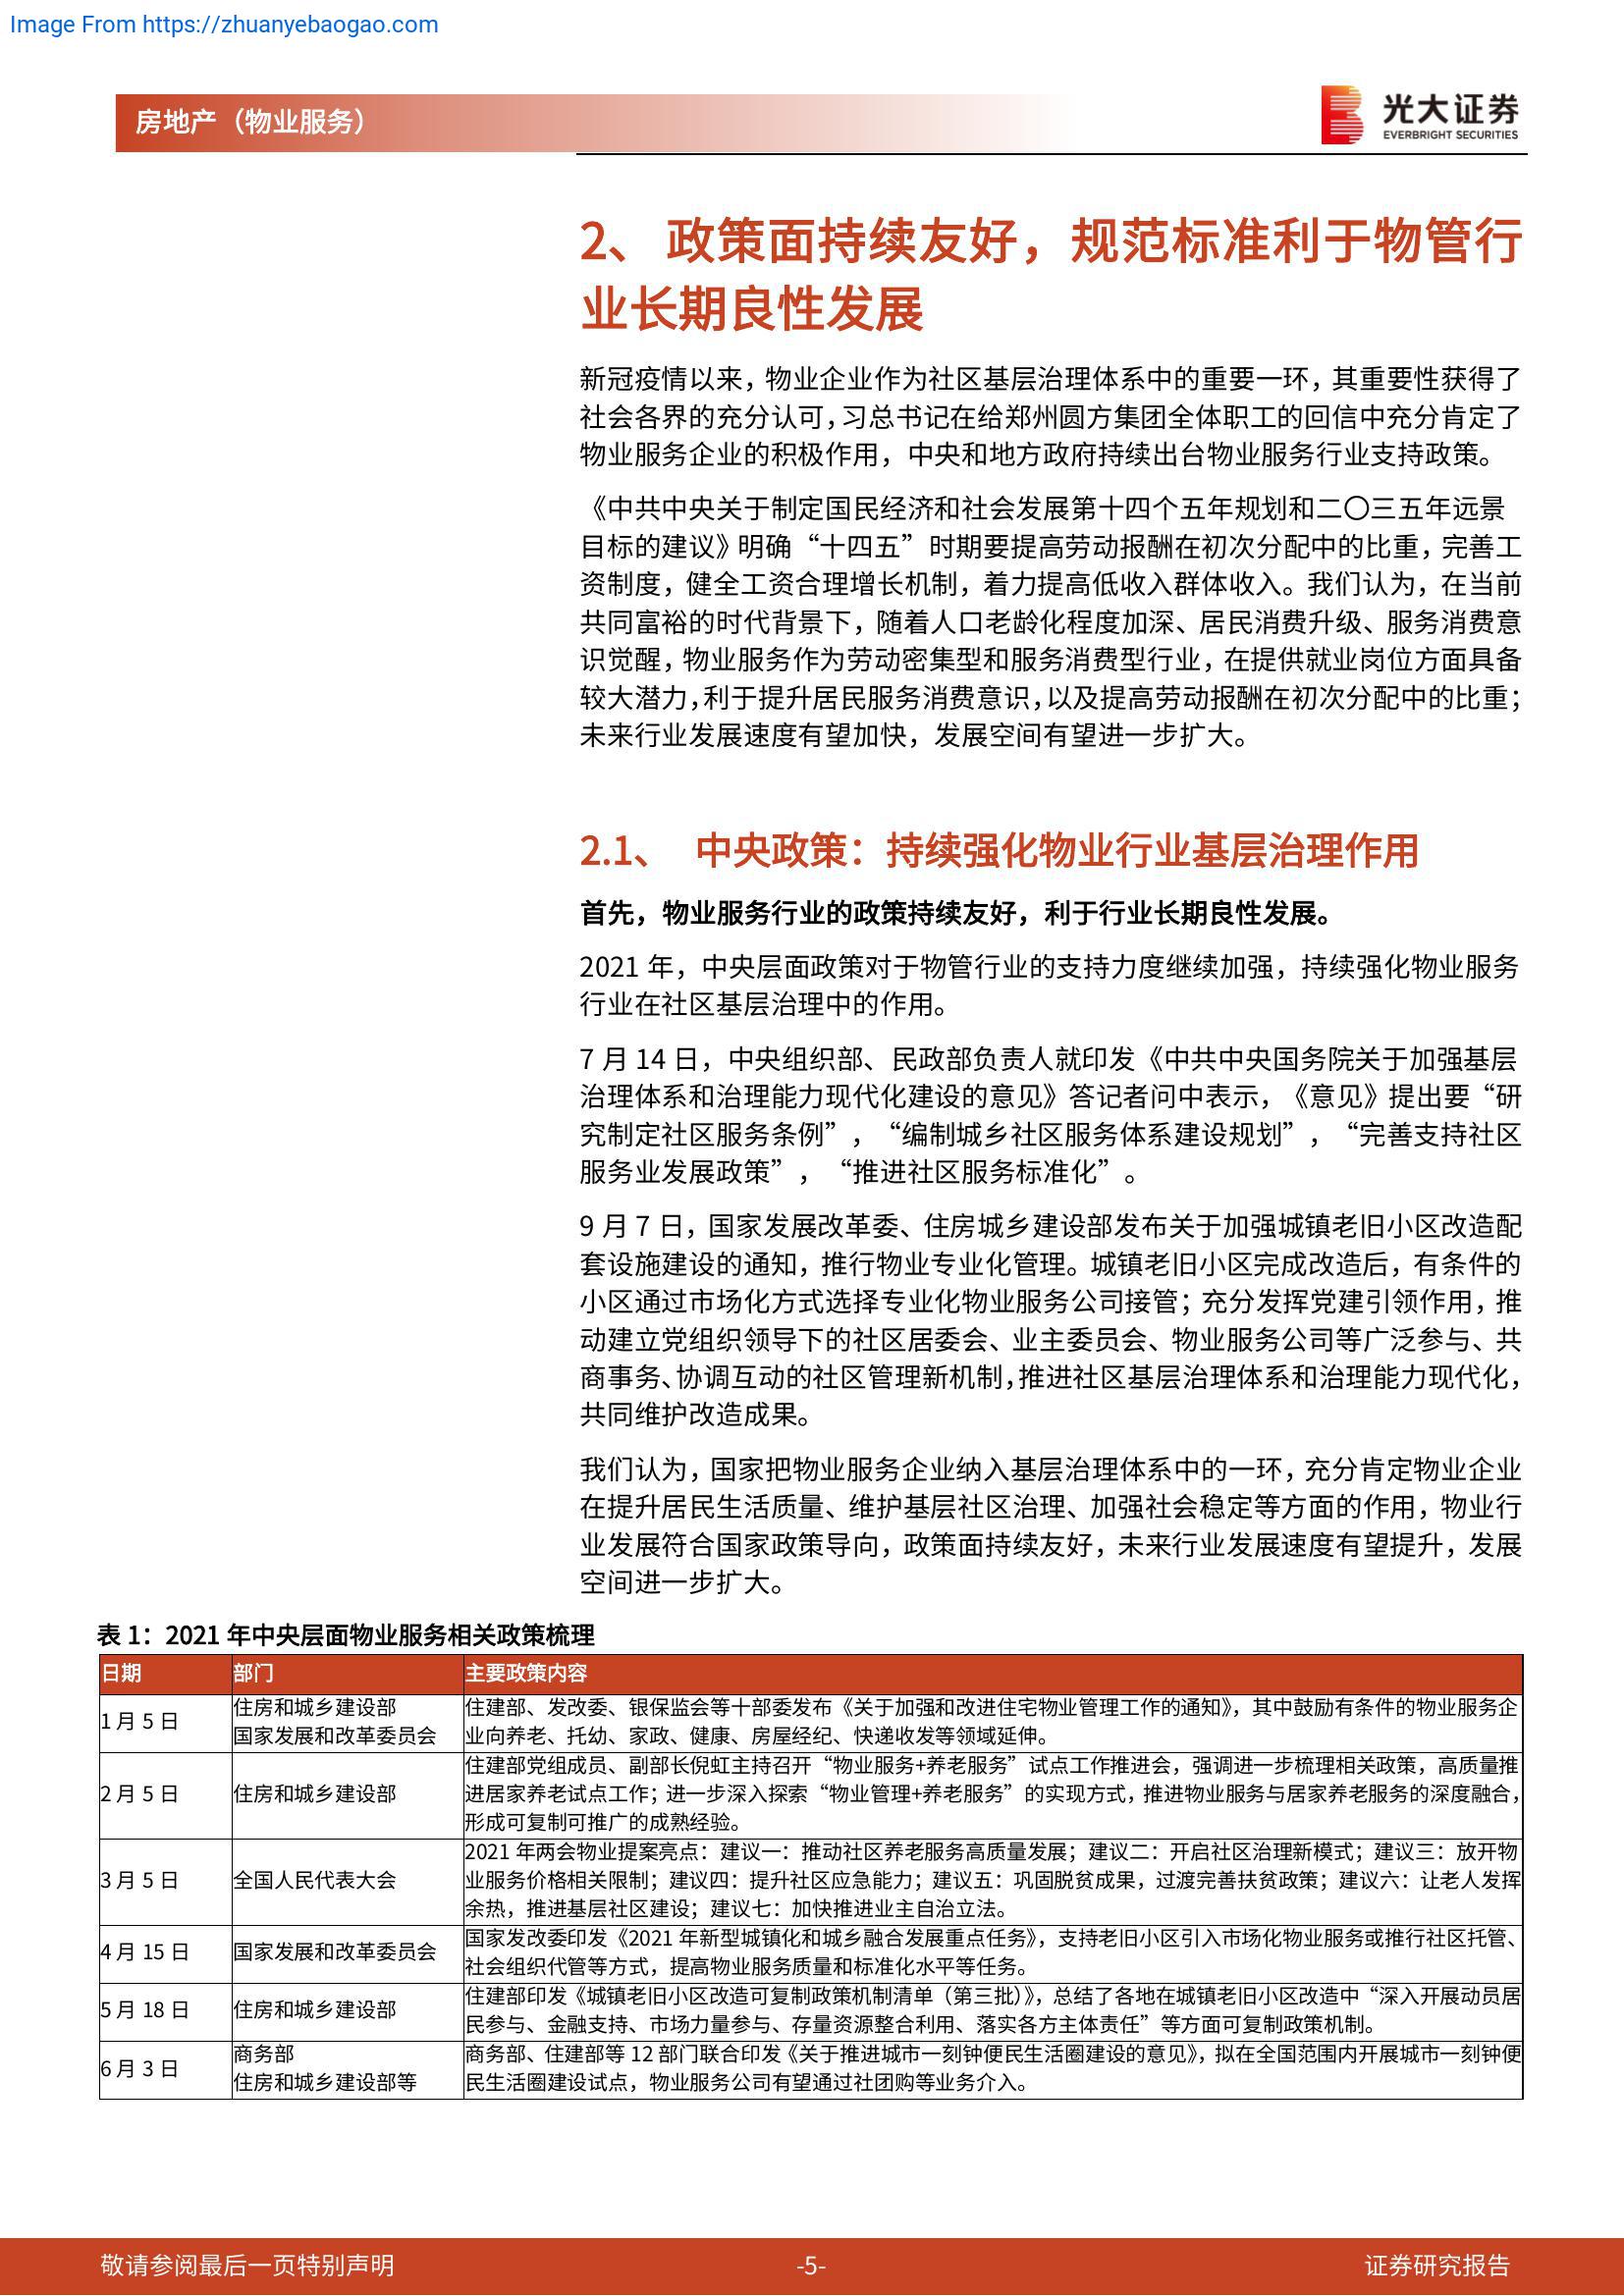 Image From https://zhuanyebaogao.com
房地产（物业服务）
光大证券
EVERBRIGHT SECURITIES
2、 政策面持续友好，规范标准利于物管行
业长期良性发展
新冠疫情以来，物业企业作为社区基层治理体系中的重要一环，其重要性获得了
社会各界的充分认可，习总书记在给郑州圆方集团全体职工的回信中充分肯定了
物业服务企业的积极作用，中央和地方政府持续出台物业服务行业支持政策。
《中共中央关于制定国民经济和社会发展第十四个五年规划和二〇三五年远景
目标的建议》明确“十四五”时期要提高劳动报酬在初次分配中的比重，完善工
资制度，健全工资合理增长机制，着力提高低收入群体收入。我们认为，在当前
共同富裕的时代背景下，随着人口老龄化程度加深、居民消费升级、服务消费意
识觉醒，物业服务作为劳动密集型和服务消费型行业，在提供就业岗位方面具备
较大潜力，利于提升居民服务消费意识，以及提高劳动报酬在初次分配中的比重；
未来行业发展速度有望加快，发展空间有望进一步扩大。
2.1、 中央政策：持续强化物业行业基层治理作用
首先，物业服务行业的政策持续友好，利于行业长期良性发展。
2021 年，中央层面政策对于物管行业的支持力度继续加强，持续强化物业服务
行业在社区基层治理中的作用。
7 月 14 日，中央组织部、民政部负责人就印发《中共中央国务院关于加强基层
治理体系和治理能力现代化建设的意见》答记者问中表示，《意见》提出要“研
究制定社区服务条例”，“编制城乡社区服务体系建设规划”，“完善支持社区
服务业发展政策”，“推进社区服务标准化”。
9 月 7 日，国家发展改革委、住房城乡建设部发布关于加强城镇老旧小区改造配
套设施建设的通知，推行物业专业化管理。城镇老旧小区完成改造后，有条件的
小区通过市场化方式选择专业化物业服务公司接管；充分发挥党建引领作用，推
动建立党组织领导下的社区居委会、业主委员会、物业服务公司等广泛参与、共
商事务、协调互动的社区管理新机制，推进社区基层治理体系和治理能力现代化，
共同维护改造成果。
我们认为，国家把物业服务企业纳入基层治理体系中的一环，充分肯定物业企业
在提升居民生活质量、维护基层社区治理、加强社会稳定等方面的作用，物业行
业发展符合国家政策导向，政策面持续友好，未来行业发展速度有望提升，发展
空间进一步扩大。
表 1：2021 年中央层面物业服务相关政策梳理
日期 部门 主要政策内容
1 月 5 日
住房和城乡建设部
国家发展和改革委员会
住建部、发改委、银保监会等十部委发布《关于加强和改进住宅物业管理工作的通知》，其中鼓励有条件的物业服务企
业向养老、托幼、家政、健康、房屋经纪、快递收发等领域延伸。
2 月 5 日
住房和城乡建设部
住建部党组成员、副部长倪虹主持召开“物业服务+养老服务”试点工作推进会，强调进一步梳理相关政策，高质量推
进居家养老试点工作；进一步深入探索“物业管理+养老服务”的实现方式，推进物业服务与居家养老服务的深度融合，
形成可复制可推广的成熟经验。
3 月 5 日
全国人民代表大会
2021 年两会物业提案亮点：建议一：推动社区养老服务高质量发展；建议二：开启社区治理新模式；建议三：放开物
业服务价格相关限制；建议四：提升社区应急能力；建议五：巩固脱贫成果，过渡完善扶贫政策；建议六：让老人发挥
余热，推进基层社区建设；建议七：加快推进业主自治立法。
4 月 15 日
国家发展和改革委员会
国家发改委印发《2021 年新型城镇化和城乡融合发展重点任务》，支持老旧小区引入市场化物业服务或推行社区托管、
社会组织代管等方式，提高物业服务质量和标准化水平等任务。
5 月 18 日
住房和城乡建设部
住建部印发《城镇老旧小区改造可复制政策机制清单（第三批）》，总结了各地在城镇老旧小区改造中“深入开展动员居
民参与、金融支持、市场力量参与、存量资源整合利用、落实各方主体责任”等方面可复制政策机制。
6 月 3 日
商务部
住房和城乡建设部等
商务部、住建部等 12 部门联合印发《关于推进城市一刻钟便民生活圈建设的意见》，拟在全国范围内开展城市一刻钟便
民生活圈建设试点，物业服务公司有望通过社团购等业务介入。
敬请参阅最后一页特别声明
-5-
证券研究报告